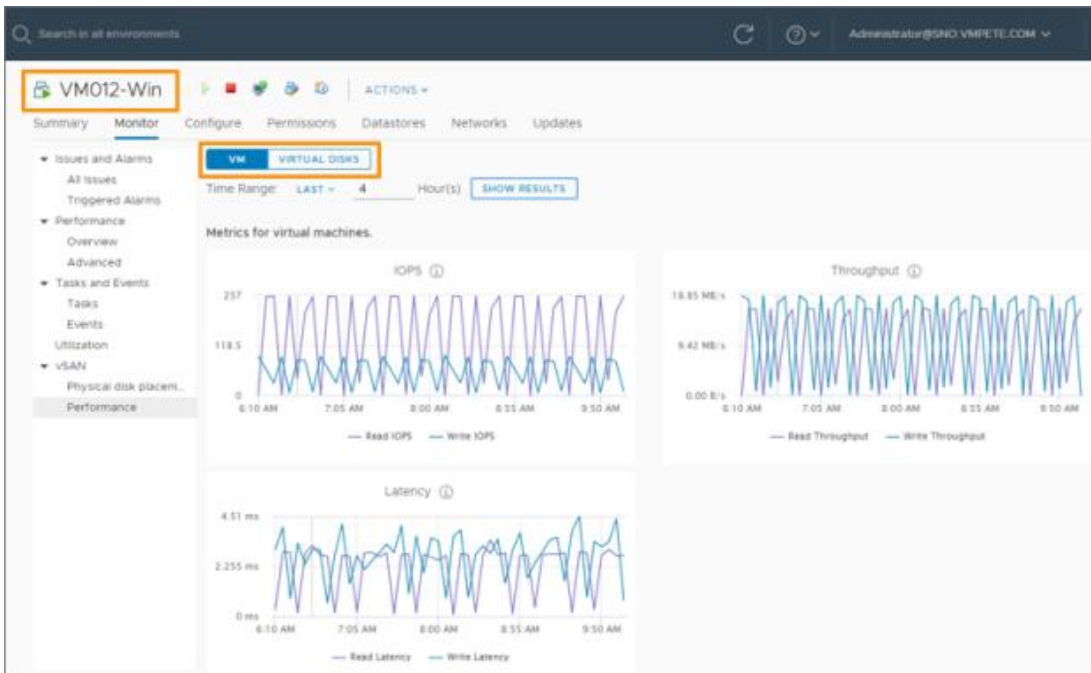 Search in all environments
Administrator@SNO.VMPETE.COM
VM012-Win
ACTIONS
Summary Monitor Configure Permissions Datastores Networks Updates
Issues and Alarms
All Issues
Triggered Alarms
Performance
Overview
Advanced
Tasks and Events
Tasks
Events
Utilization
vSAN
Physical disk placem...
Performance
VM VIRTUAL DISKS
Time Range: LAST 4 Hour(s) SHOW RESULTS
Metrics for virtual machines.
IOPS
257
118.5
0
6:10 AM 7:05 AM 8:00 AM 8:55 AM 9:50 AM
Read IOPS Write IOPS
Throughput
18.85 MB/s
9.42 MB/s
0.00 B/s
6:10 AM 7:05 AM 8:00 AM 8:55 AM 9:50 AM
Read Throughput Write Throughput
Latency
4.51 ms
2.255 ms
0 ms
6:10 AM 7:05 AM 8:00 AM 8:55 AM 9:50 AM
Read Latency Write Latency